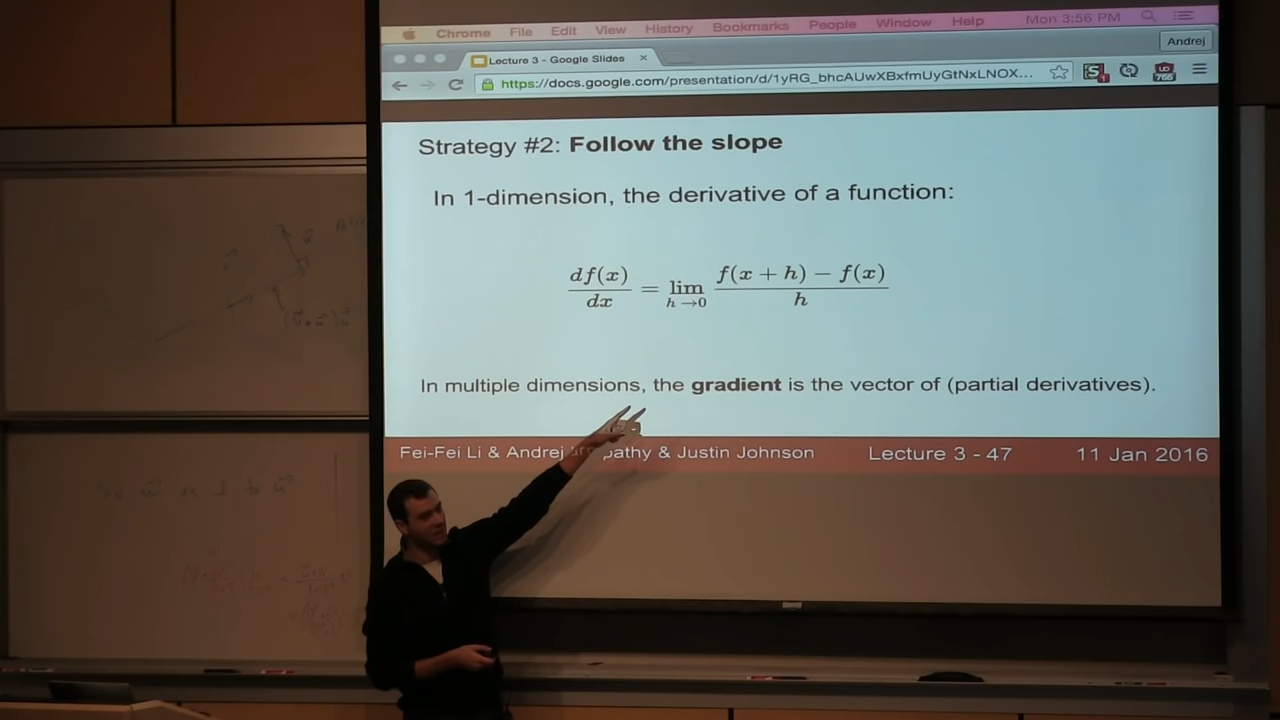 Chrome File Edit View History Bookmarks People Window Help Mon 3:56 PM
Lecture 3 - Google Slides ×
Andrej
https://docs.google.com/presentation/d/1yRG_bhcAUwXBxfmUyGtNxLNOX...
Strategy #2: Follow the slope
In 1-dimension, the derivative of a function:
df(x)/dx = lim h→0 f(x + h) − f(x)/h
In multiple dimensions, the gradient is the vector of (partial derivatives).
Fei-Fei Li & Andrej pathy & Justin Johnson Lecture 3 - 47 11 Jan 2016